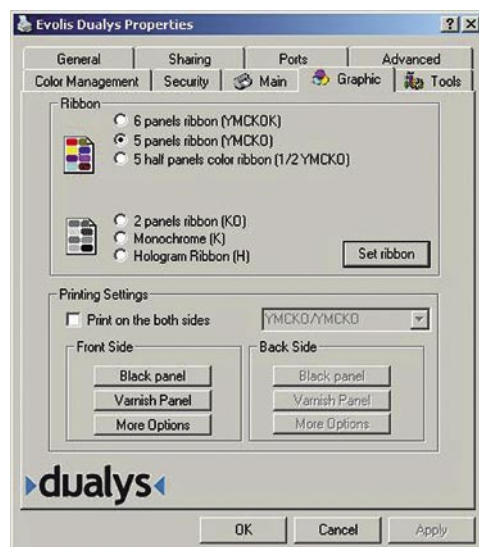 Evolis Dualys Properties
General Sharing Ports Advanced
Color Management Security Main Graphic Tools
Ribbon
6 panels ribbon (YMCKOK)
5 panels ribbon (YMCKO)
5 half panels color ribbon (1/2 YMCKO)
2 panels ribbon (KO)
Monochrome (K)
Hologram Ribbon (H)
Set ribbon
Printing Settings
Print on the both sides YMCKO/YMCKO
Front Side
Black panel
Varnish Panel
More Options
Back Side
Black panel
Varnish Panel
More Options
dualys
OK Cancel Apply